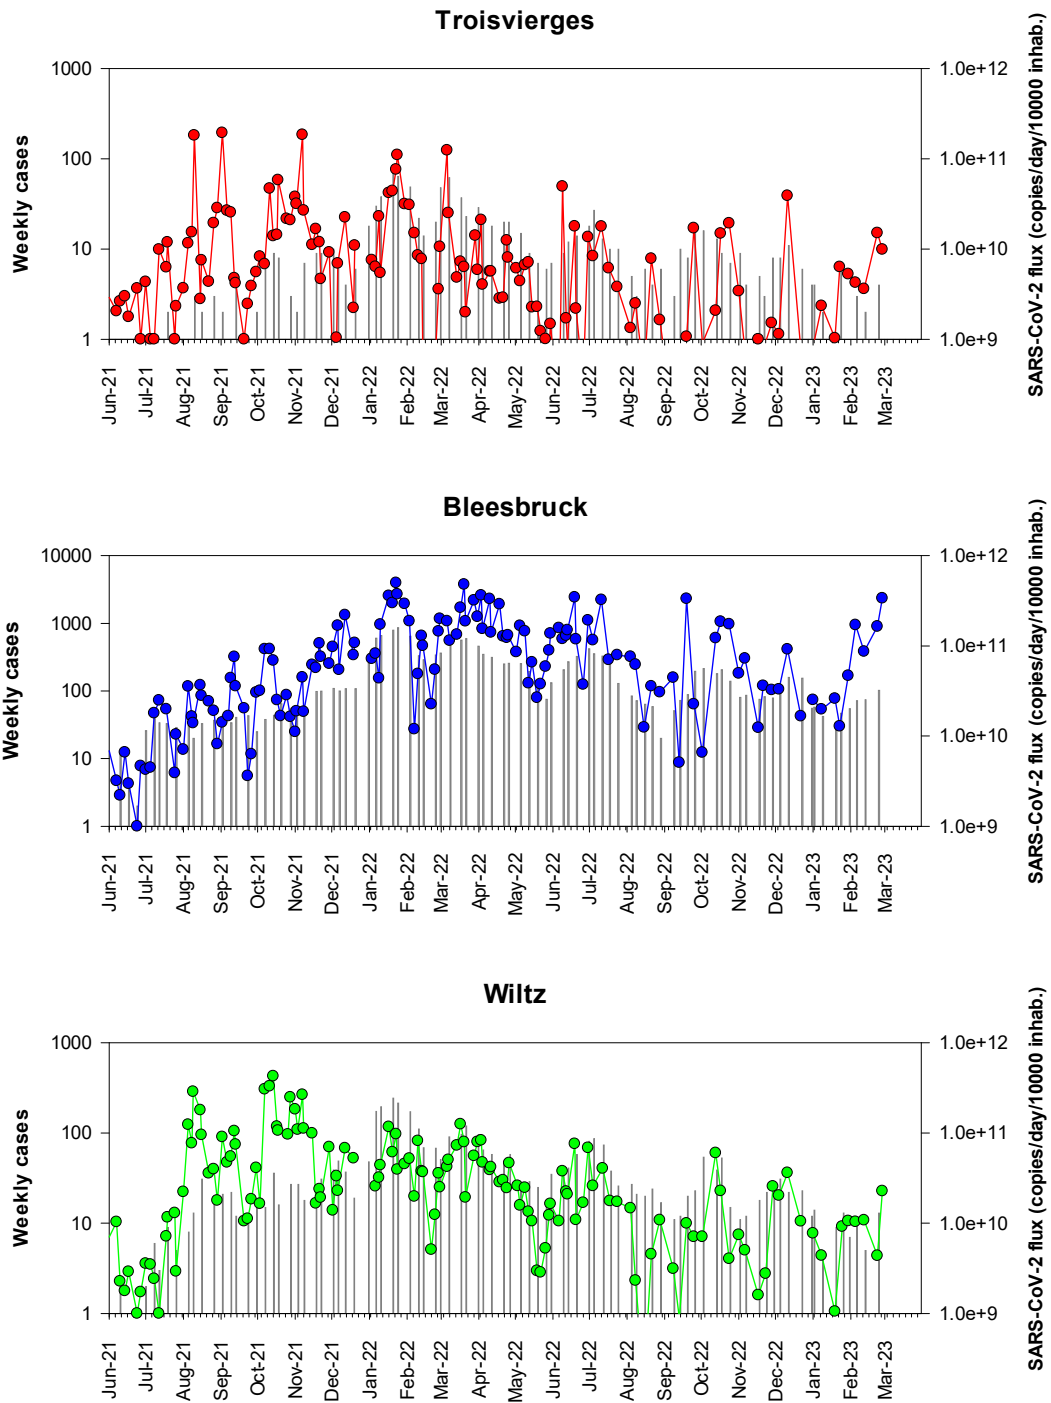 Troisvierges
Weekly cases
SARS-CoV-2 flux (copies/day/10000 inhab.)
1000 1.0e+12
100 1.0e+11
10 1.0e+10
1 1.0e+9
Jun-21 Jul-21 Aug-21 Sep-21 Oct-21 Nov-21 Dec-21 Jan-22 Feb-22 Mar-22 Apr-22 May-22 Jun-22 Jul-22 Aug-22 Sep-22 Oct-22 Nov-22 Dec-22 Jan-23 Feb-23 Mar-23
Bleesbruck
Weekly cases
SARS-CoV-2 flux (copies/day/10000 inhab.)
10000 1.0e+12
1000
1.0e+11
100
1.0e+10
10
1 1.0e+9
Jun-21 Jul-21 Aug-21 Sep-21 Oct-21 Nov-21 Dec-21 Jan-22 Feb-22 Mar-22 Apr-22 May-22 Jun-22 Jul-22 Aug-22 Sep-22 Oct-22 Nov-22 Dec-22 Jan-23 Feb-23 Mar-23
Wiltz
Weekly cases
SARS-CoV-2 flux (copies/day/10000 inhab.)
1000 1.0e+12
100 1.0e+11
10 1.0e+10
1 1.0e+9
Jun-21 Jul-21 Aug-21 Sep-21 Oct-21 Nov-21 Dec-21 Jan-22 Feb-22 Mar-22 Apr-22 May-22 Jun-22 Jul-22 Aug-22 Sep-22 Oct-22 Nov-22 Dec-22 Jan-23 Feb-23 Mar-23